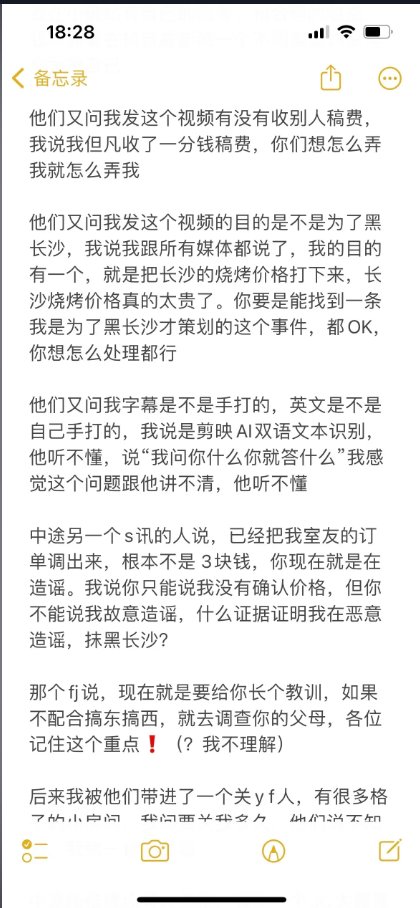 18:28
备忘录
他们又问我发这个视频有没有收别人稿费，
我说我但凡收了一分钱稿费，你们想怎么弄
我就怎么弄我
他们又问我发这个视频的目的是不是为了黑
长沙，我说我跟所有媒体都说了，我的目的
有一个，就是把长沙的烧烤价格打下来，长
沙烧烤价格真的太贵了。你要是能找到一条
我是为了黑长沙才策划的这个事件，都OK，
你想怎么处理都行
他们又问我字幕是不是手打的，英文是不是
自己手打的，我说是剪映AI双语文本识别，
他听不懂，说“我问你什么你就答什么”我感
觉这个问题跟他讲不清，他听不懂
中途另一个s讯的人说，已经把我室友的订
单调出来，根本不是 3块钱，你现在就是在
造谣。我说你只能说我没有确认价格，但你
不能说我故意造谣，什么证据证明我在恶意
造谣，抹黑长沙？
那个fj说，现在就是要给你长个教训，如果
不配合搞东搞西，就去调查你的父母，各位
记住这个重点❗（？我不理解）
后来我被他们带进了一个关yf人，有很多格
子的小房间，我问要关我多久，他们说不知